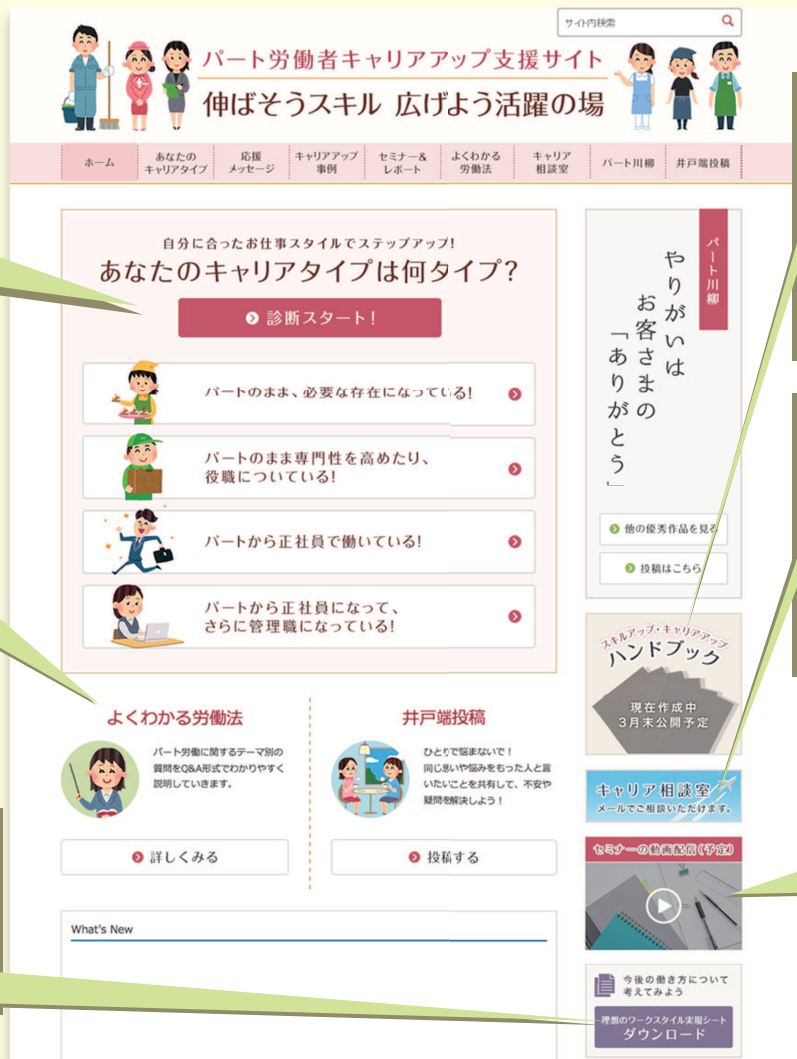 サイト内検索
パート労働者キャリアアップ支援サイト
伸ばそうスキル 広げよう活躍の場
ホーム
あなたの
キャリアタイプ
応援
メッセージ
キャリアアップ
事例
セミナー&
レポート
よくわかる
労働法
キャリア
相談室
パート川柳
井戸端投稿
自分に合ったお仕事スタイルでステップアップ!
あなたのキャリアタイプは何タイプ?
診断スタート!
パートのまま、必要な存在になっている!
パートのまま専門性を高めたり、
役職についている!
パートから正社員で働いている!
パートから正社員になって、
さらに管理職になっている!
パート川柳
やりがいは
お客さまの
「ありがとう」
他の優秀作品を見る
投稿はこちら
スキルアップ・キャリアアップ
ハンドブック
現在作成中
3月末公開予定
キャリア相談室
メールでご相談いただけます。
セミナーの動画配信(予定)
今後の働き方について
考えてみよう
理想のワークスタイル実現シート
ダウンロード
よくわかる労働法
パート労働に関するテーマ別の
質問をQ&A形式でわかりやすく
説明していきます。
詳しくみる
井戸端投稿
ひとりで悩まないで!
同じ思いや悩みをもった人と言
いたいことを共有して、不安や
疑問を解決しよう!
投稿する
What's New